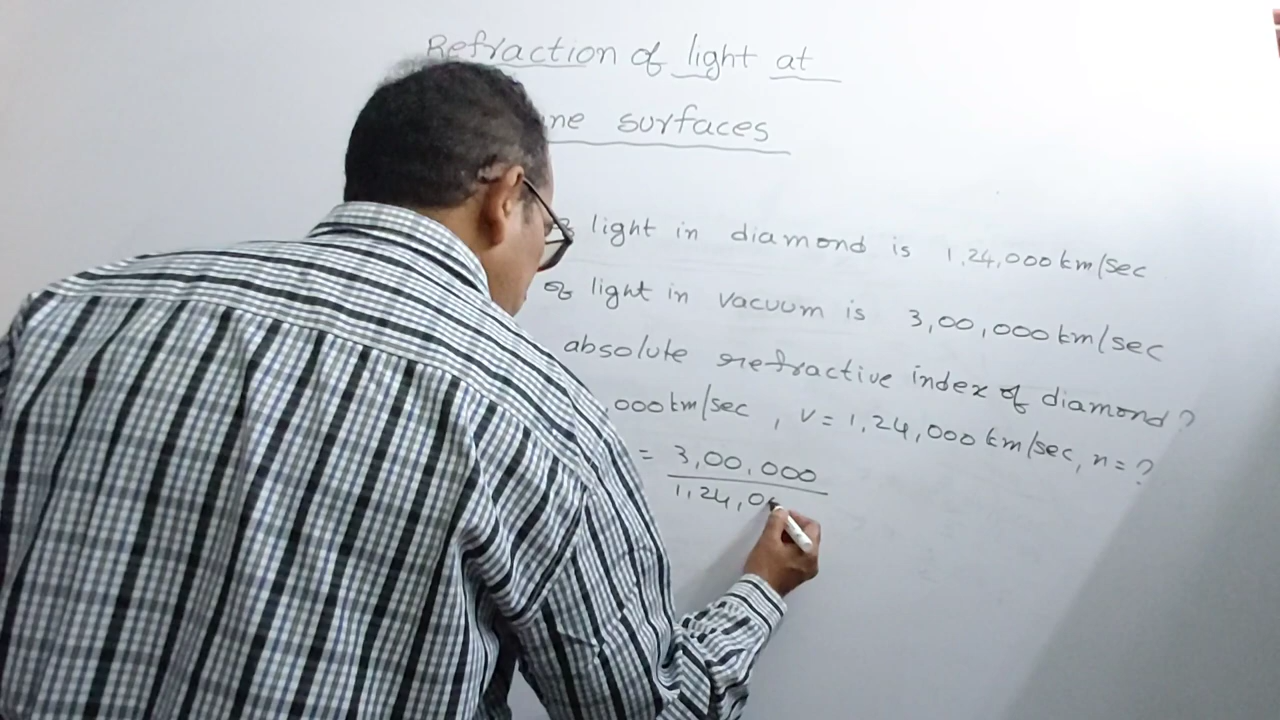 Refraction of light at
surfaces
light in diamond is 1,24,000 km/sec
of light in vacuum is 3,00,000 km/sec
absolute refractive index of diamond?
,000 km/sec, v = 1,24,000 km/sec, n = ?
= 3,00,000
1,24,0